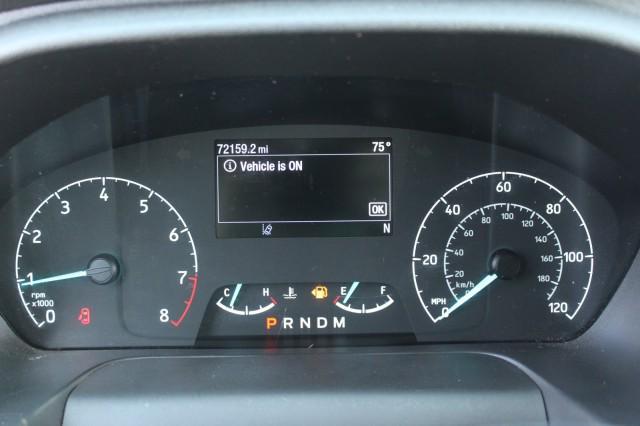 72159.2 mi 75°
Vehicle is ON
OK
N
0 1 2 3 4 5 6 7 8
rpm
x1000
C H E F
P R N D M
0 20 40 60 80 100 120
MPH
0 20 40 60 80 100 120 140 160 180
km/h